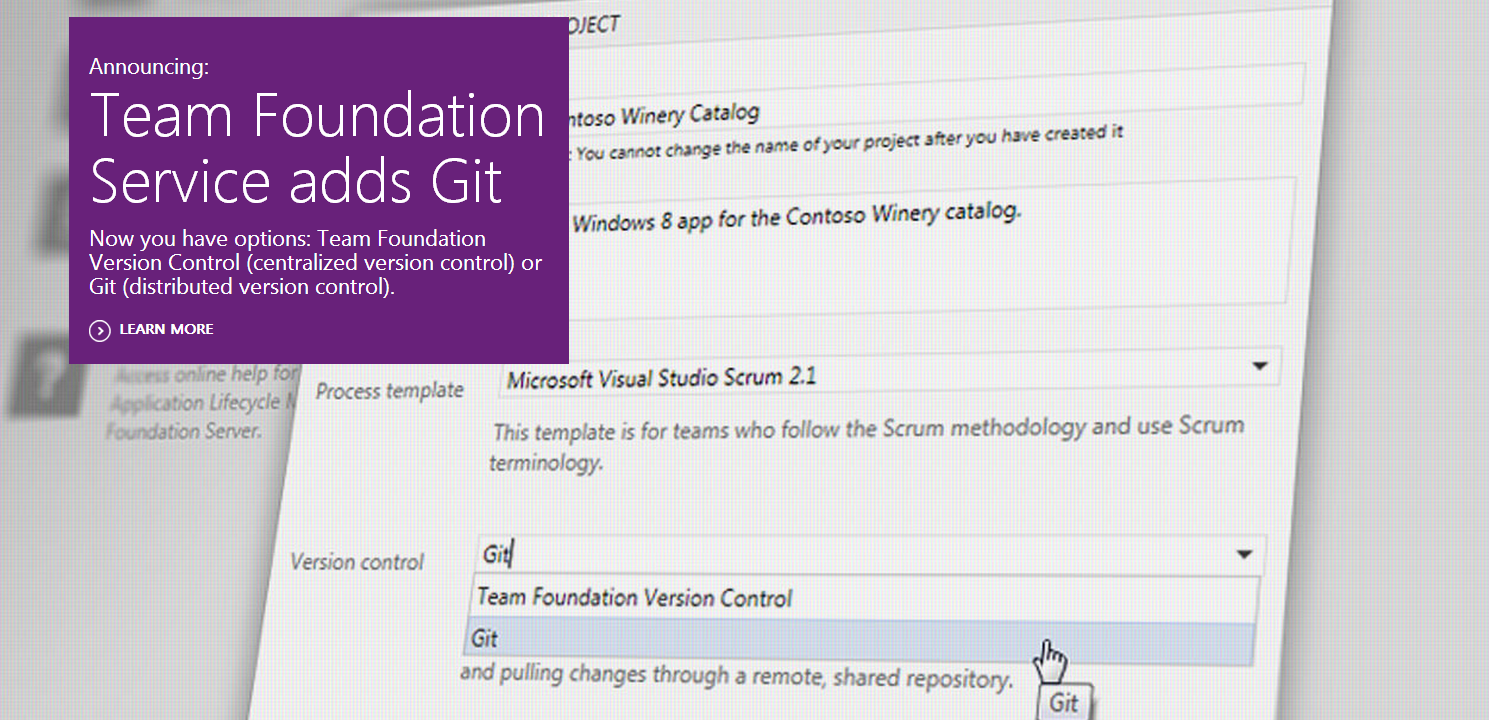 Announcing:
Team Foundation
Service adds Git
Now you have options: Team Foundation
Version Control (centralized version control) or
Git (distributed version control).
LEARN MORE
OJECT
ntoso Winery Catalog
: You cannot change the name of your project after you have created it
Windows 8 app for the Contoso Winery catalog.
?
Access online help for
Application Lifecycle M
Foundation Server.
Process template
Microsoft Visual Studio Scrum 2.1
This template is for teams who follow the Scrum methodology and use Scrum
terminology.
Version control
Git
Team Foundation Version Control
Git
and pulling changes through a remote, shared repository.
Git